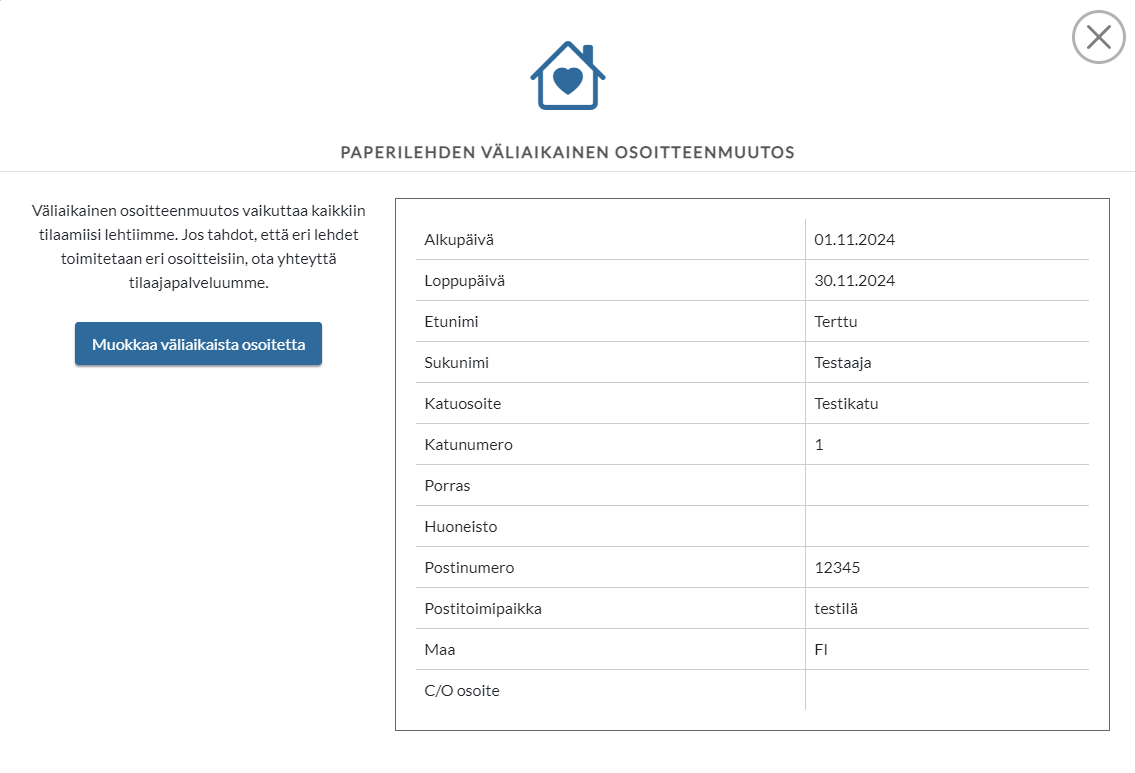 PAPERILEHDEN VÄLIAIKAINEN OSOITTEENMUUTOS
Väliaikainen osoitteenmuutos vaikuttaa kaikkiin
tilaamiisi lehtiimme. Jos tahdot, että eri lehdet
toimitetaan eri osoitteisiin, ota yhteyttä
tilaajapalveluumme.
Muokkaa väliaikaista osoitetta
Alkupäivä 01.11.2024
Loppupäivä 30.11.2024
Etunimi Terttu
Sukunimi Testaaja
Katuosoite Testikatu
Katunumero 1
Porras
Huoneisto
Postinumero 12345
Postitoimipaikka testilä
Maa FI
C/O osoite